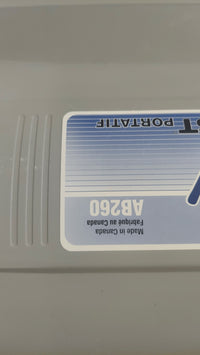 T PORTATIF
AB260
Fabriqué au Canada
Made in Canada